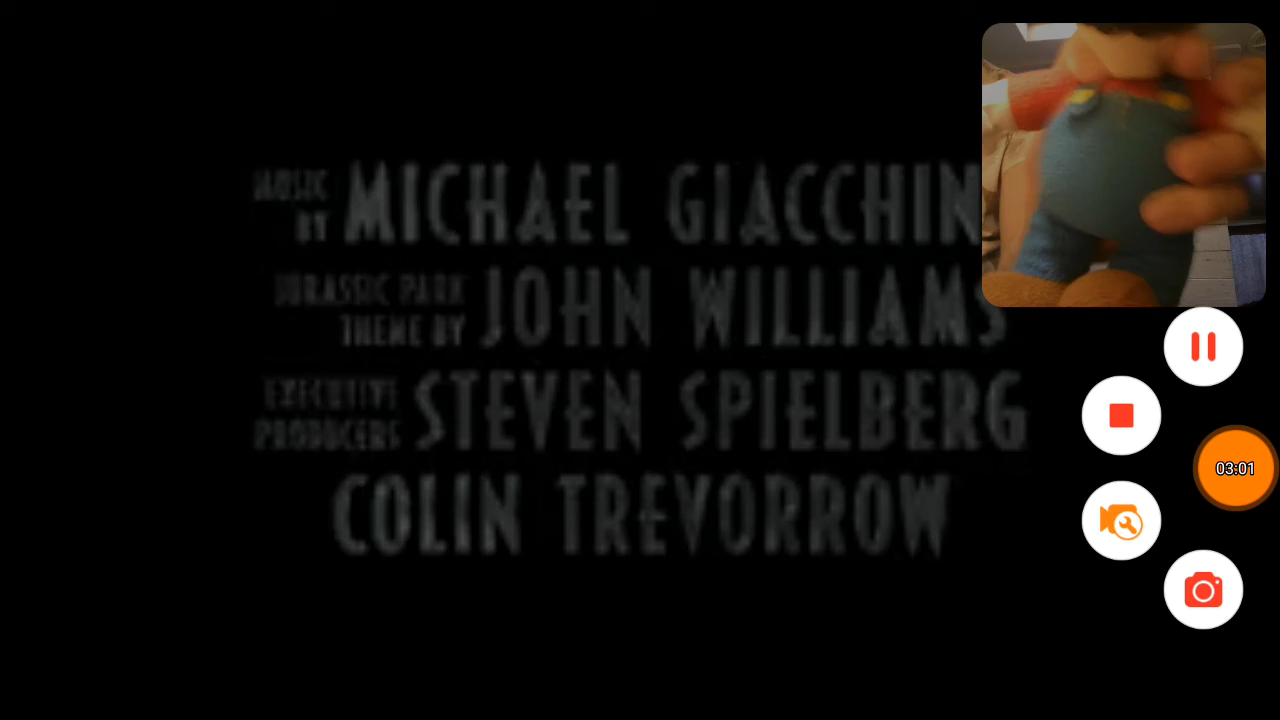 MUSIC
BY MICHAEL GIACCHIN
JURASSIC PARK
THEME BY JOHN WILLIAMS
EXECUTIVE
PRODUCERS STEVEN SPIELBERG
COLIN TREVORROW
03:01